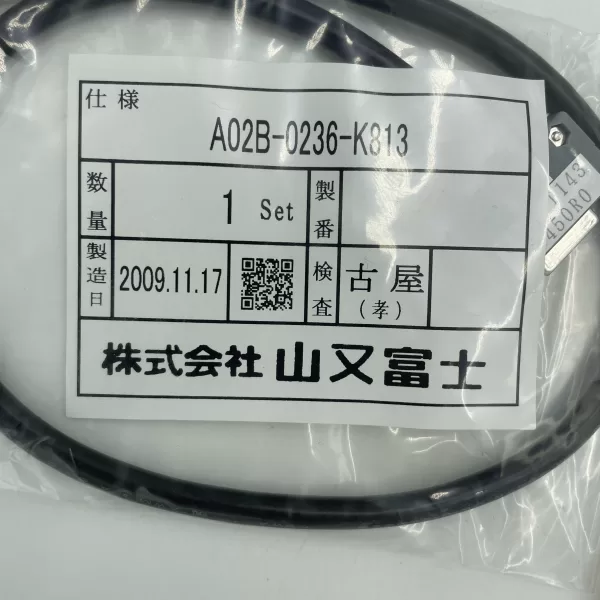 仕様
A02B-0236-K813
数量 1 Set 製番
製造日 2009.11.17 検査 古屋(孝)
株式会社 山又富士
1143
450R0